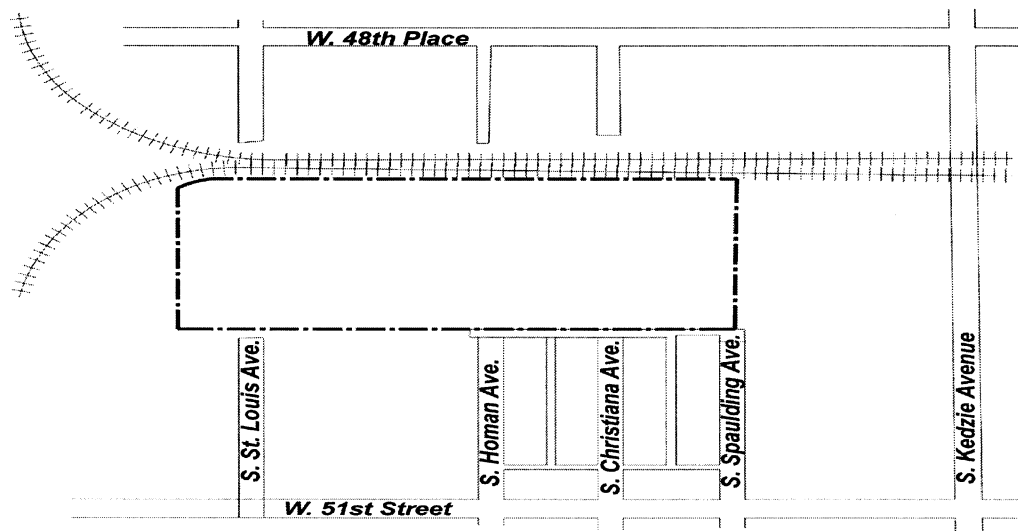 W. 48th Place
S. St. Louis Ave.
S. Homan Ave.
S. Christiana Ave.
S. Spaulding Ave.
S. Kedzie Avenue
W. 51st Street